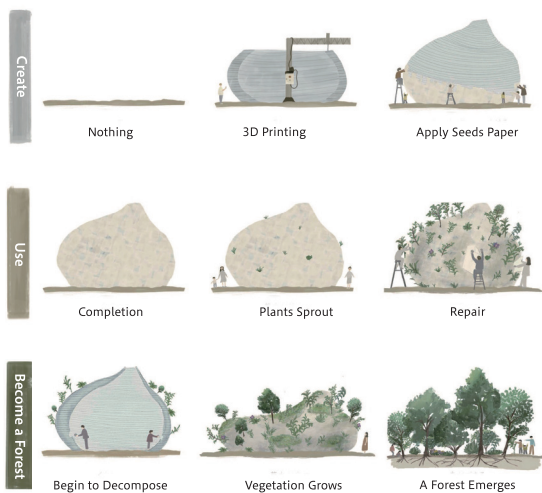 Create
Nothing
3D Printing
Apply Seeds Paper
Use
Completion
Plants Sprout
Repair
Become a Forest
Begin to Decompose
Vegetation Grows
A Forest Emerges